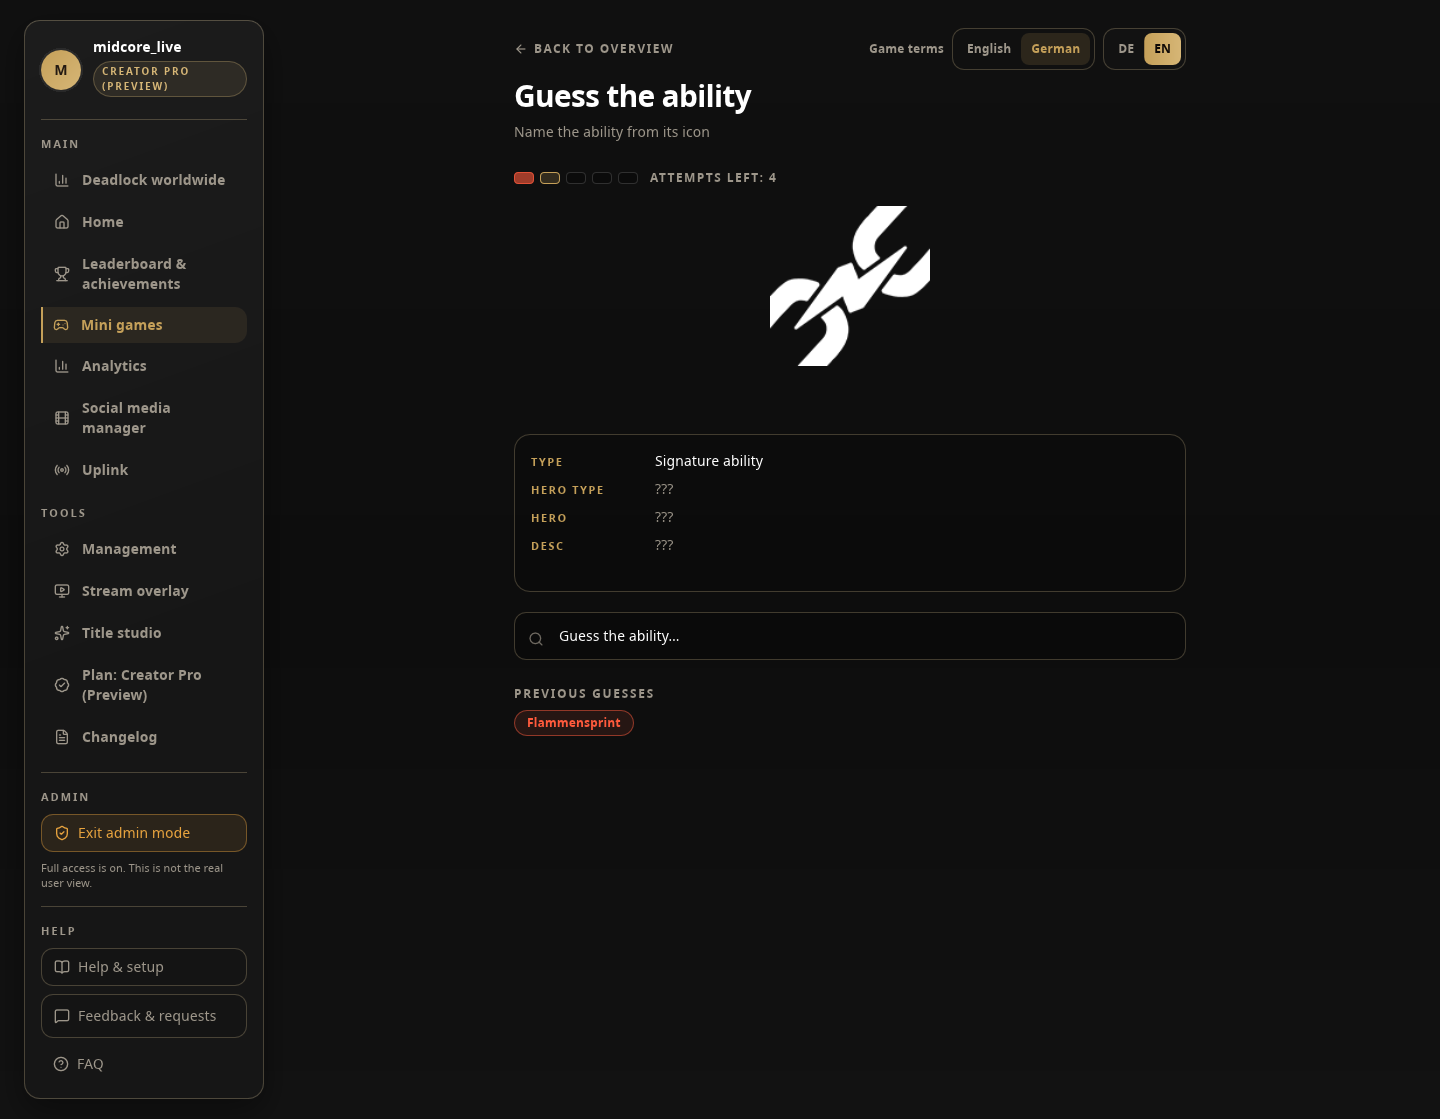 M
midcore_live
CREATOR PRO
(PREVIEW)
MAIN
Deadlock worldwide
Home
Leaderboard &
achievements
Mini games
Analytics
Social media
manager
Uplink
TOOLS
Management
Stream overlay
Title studio
Plan: Creator Pro
(Preview)
Changelog
ADMIN
Exit admin mode
Full access is on. This is not the real
user view.
HELP
Help & setup
Feedback & requests
FAQ
BACK TO OVERVIEW
Game terms English German DE EN
Guess the ability
Name the ability from its icon
ATTEMPTS LEFT: 4
TYPE Signature ability
HERO TYPE ???
HERO ???
DESC ???
Guess the ability...
PREVIOUS GUESSES
Flammensprint